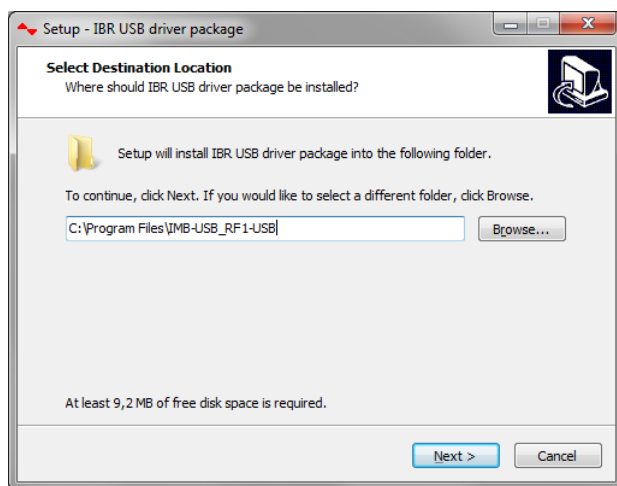 Setup - IBR USB driver package
Select Destination Location
Where should IBR USB driver package be installed?
Setup will install IBR USB driver package into the following folder.
To continue, click Next. If you would like to select a different folder, click Browse.
C:\Program Files\IMB-USB_RF1-USB
Browse...
At least 9,2 MB of free disk space is required.
Next >
Cancel